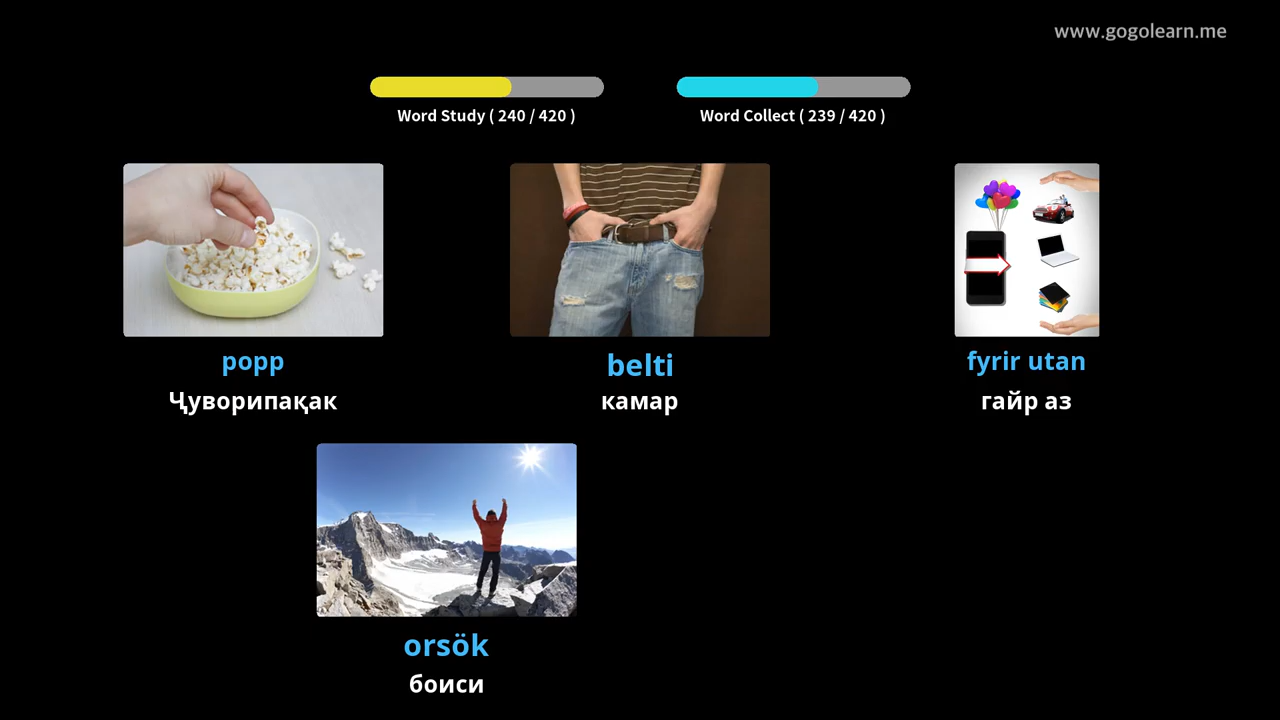 www.gogolearn.me
Word Study ( 240 / 420 )
Word Collect ( 239 / 420 )
popp
Ҷуворипақак
belti
камар
fyrir utan
гайр аз
orsök
боиси